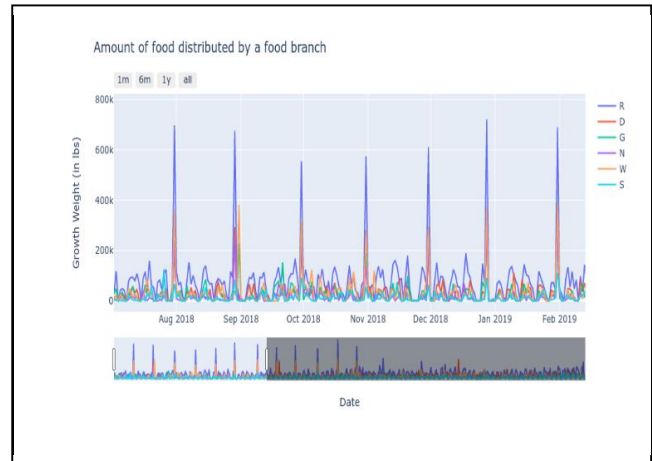 Amount of food distributed by a food branch
1m 6m 1y all
800k
600k
400k
200k
0
Growth Weight (in lbs)
Aug 2018 Sep 2018 Oct 2018 Nov 2018 Dec 2018 Jan 2019 Feb 2019
Date
R
D
G
N
W
S